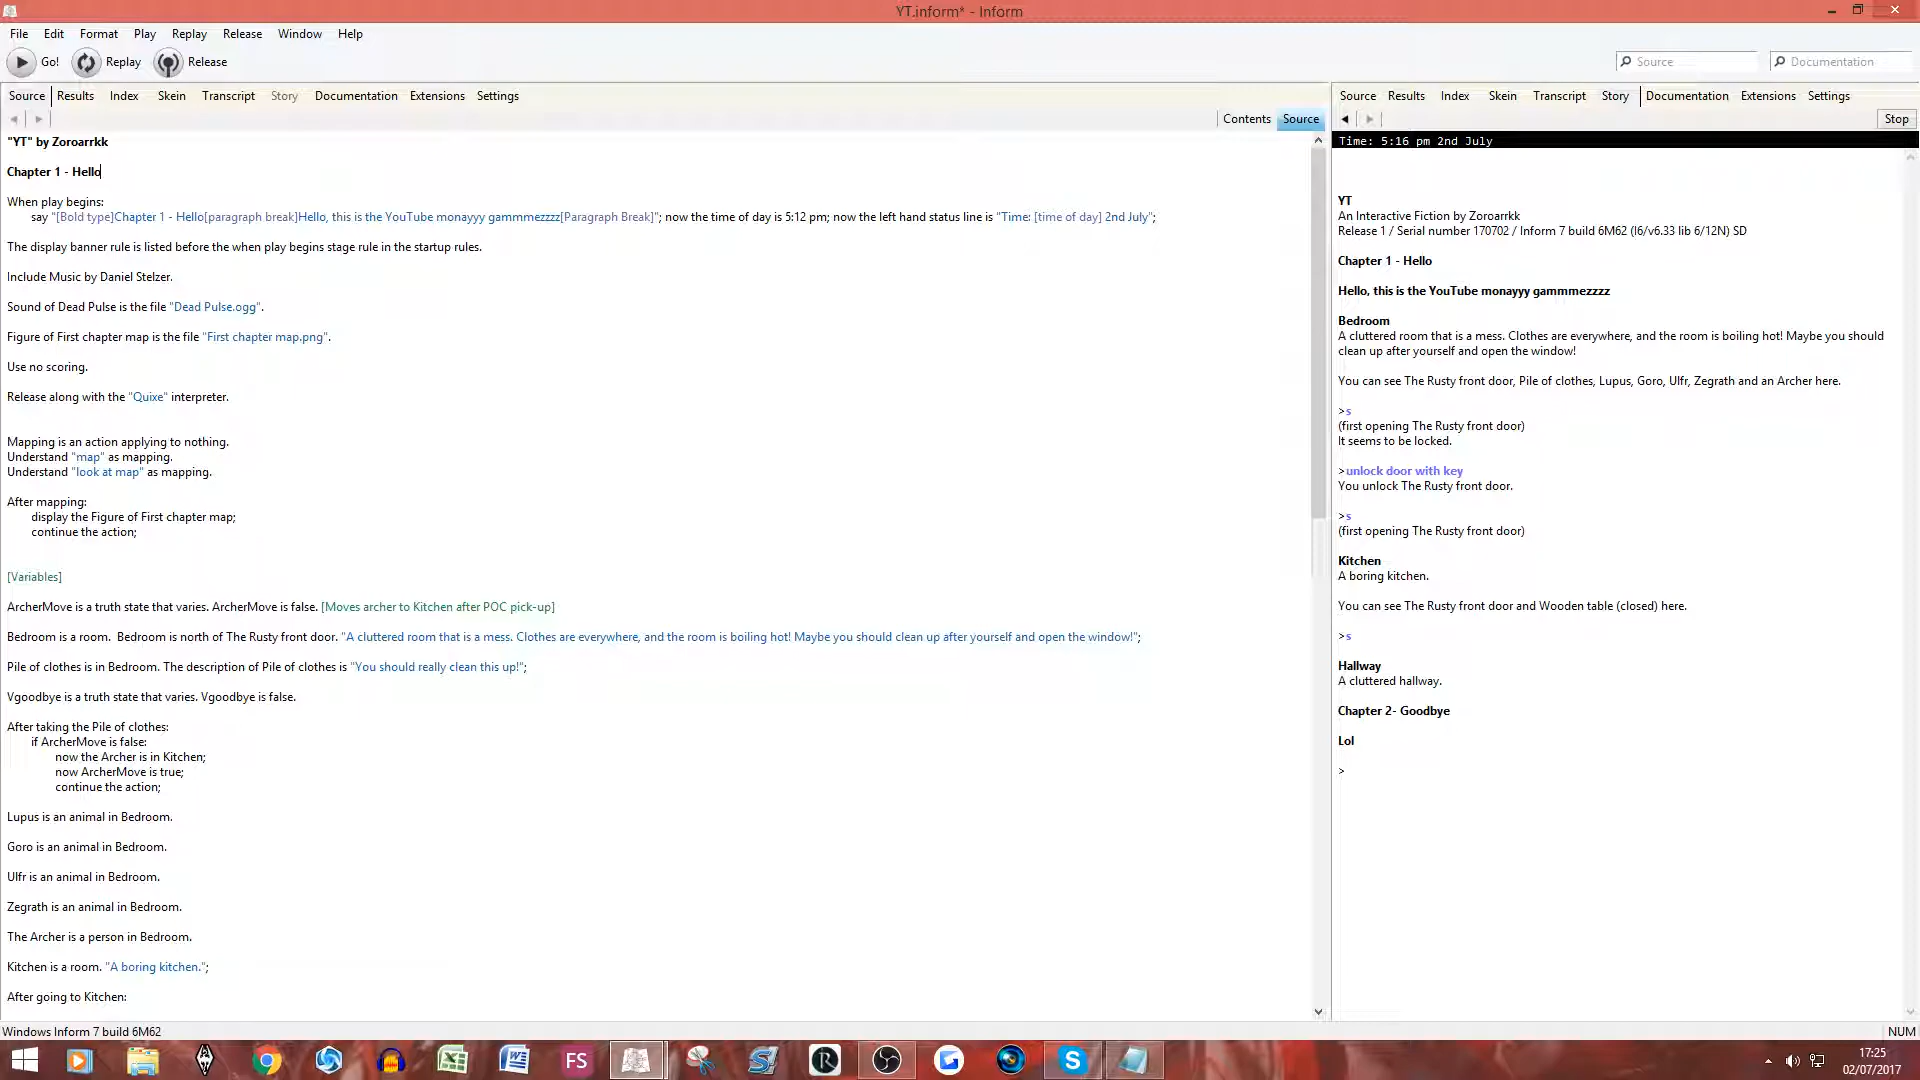 YT.inform* - Inform
File Edit Format Play Replay Release Window Help
Go! Replay Release
Source Documentation
Source Results Index Skein Transcript Story Documentation Extensions Settings
Contents Source
"YT" by Zoroarrkk
Chapter 1 - Hello
When play begins:
say "[Bold type]Chapter 1 - Hello[paragraph break]Hello, this is the YouTube monayyy gammmezzzz[Paragraph Break]"; now the time of day is 5:12 pm; now the left hand status line is "Time: [time of day] 2nd July";
The display banner rule is listed before the when play begins stage rule in the startup rules.
Include Music by Daniel Stelzer.
Sound of Dead Pulse is the file "Dead Pulse.ogg".
Figure of First chapter map is the file "First chapter map.png".
Use no scoring.
Release along with the "Quixe" interpreter.
Mapping is an action applying to nothing.
Understand "map" as mapping.
Understand "look at map" as mapping.
After mapping:
display the Figure of First chapter map;
continue the action;
[Variables]
ArcherMove is a truth state that varies. ArcherMove is false. [Moves archer to Kitchen after POC pick-up]
Bedroom is a room.  Bedroom is north of The Rusty front door. "A cluttered room that is a mess. Clothes are everywhere, and the room is boiling hot! Maybe you should clean up after yourself and open the window!";
Pile of clothes is in Bedroom. The description of Pile of clothes is "You should really clean this up!";
Vgoodbye is a truth state that varies. Vgoodbye is false.
After taking the Pile of clothes:
if ArcherMove is false:
now the Archer is in Kitchen;
now ArcherMove is true;
continue the action;
Lupus is an animal in Bedroom.
Goro is an animal in Bedroom.
Ulfr is an animal in Bedroom.
Zegrath is an animal in Bedroom.
The Archer is a person in Bedroom.
Kitchen is a room. "A boring kitchen.";
After going to Kitchen:
Source Results Index Skein Transcript Story Documentation Extensions Settings
Stop
Time: 5:16 pm 2nd July
YT
An Interactive Fiction by Zoroarrkk
Release 1 / Serial number 170702 / Inform 7 build 6M62 (I6/v6.33 lib 6/12N) SD
Chapter 1 - Hello
Hello, this is the YouTube monayyy gammmezzzz
Bedroom
A cluttered room that is a mess. Clothes are everywhere, and the room is boiling hot! Maybe you should
clean up after yourself and open the window!
You can see The Rusty front door, Pile of clothes, Lupus, Goro, Ulfr, Zegrath and an Archer here.
>s
(first opening The Rusty front door)
It seems to be locked.
>unlock door with key
You unlock The Rusty front door.
>s
(first opening The Rusty front door)
Kitchen
A boring kitchen.
You can see The Rusty front door and Wooden table (closed) here.
>s
Hallway
A cluttered hallway.
Chapter 2- Goodbye
Lol
>
Windows Inform 7 build 6M62
NUM
FS
17:25
02/07/2017